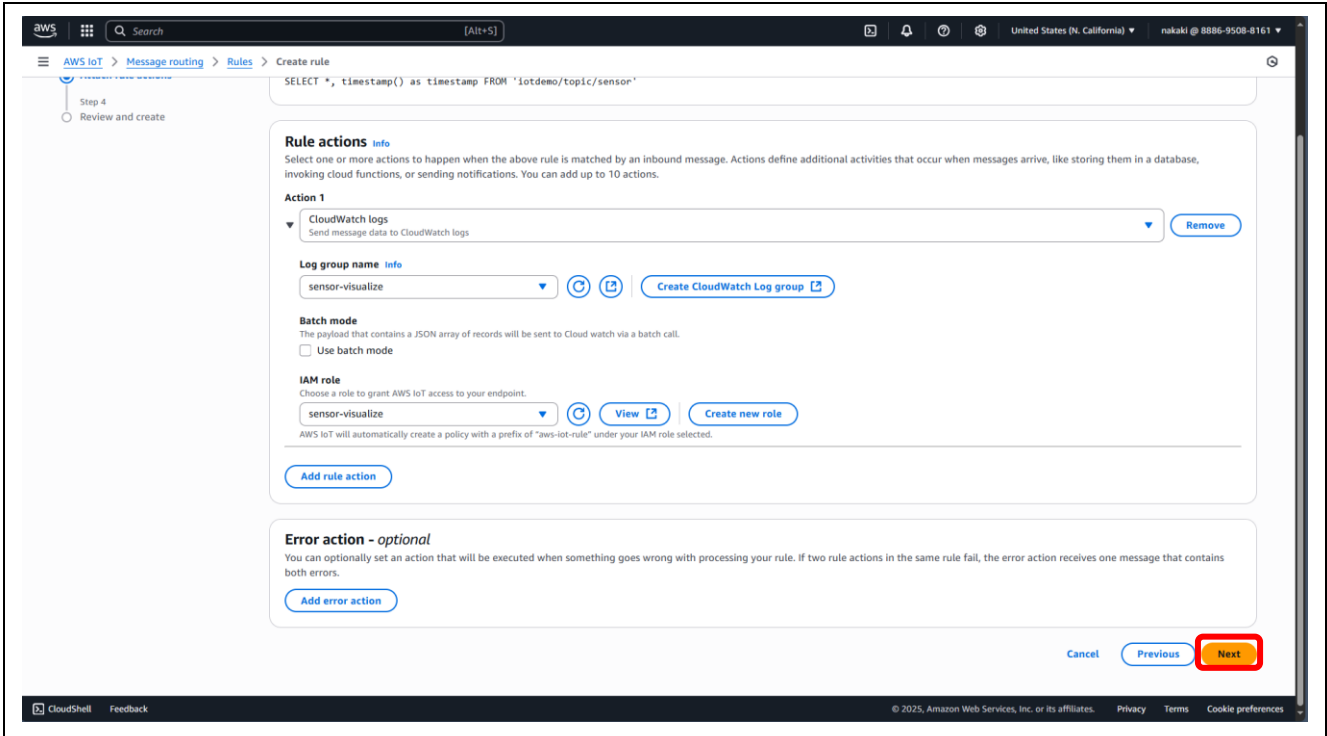 aws
Search
[Alt+S]
United States (N. California) ▼
nakaki @ 8886-9508-8161 ▼
AWS IoT > Message routing > Rules > Create rule
Attach rule actions
SELECT *, timestamp() as timestamp FROM 'iotdemo/topic/sensor'
Step 4
Review and create
Rule actions Info
Select one or more actions to happen when the above rule is matched by an inbound message. Actions define additional activities that occur when messages arrive, like storing them in a database,
invoking cloud functions, or sending notifications. You can add up to 10 actions.
Action 1
CloudWatch logs
Send message data to CloudWatch logs
Remove
Log group name Info
sensor-visualize
Create CloudWatch Log group
Batch mode
The payload that contains a JSON array of records will be sent to Cloud watch via a batch call.
Use batch mode
IAM role
Choose a role to grant AWS IoT access to your endpoint.
sensor-visualize
View
Create new role
AWS IoT will automatically create a policy with a prefix of "aws-iot-rule" under your IAM role selected.
Add rule action
Error action - optional
You can optionally set an action that will be executed when something goes wrong with processing your rule. If two rule actions in the same rule fail, the error action receives one message that contains
both errors.
Add error action
Cancel
Previous
Next
CloudShell
Feedback
© 2025, Amazon Web Services, Inc. or its affiliates.
Privacy
Terms
Cookie preferences